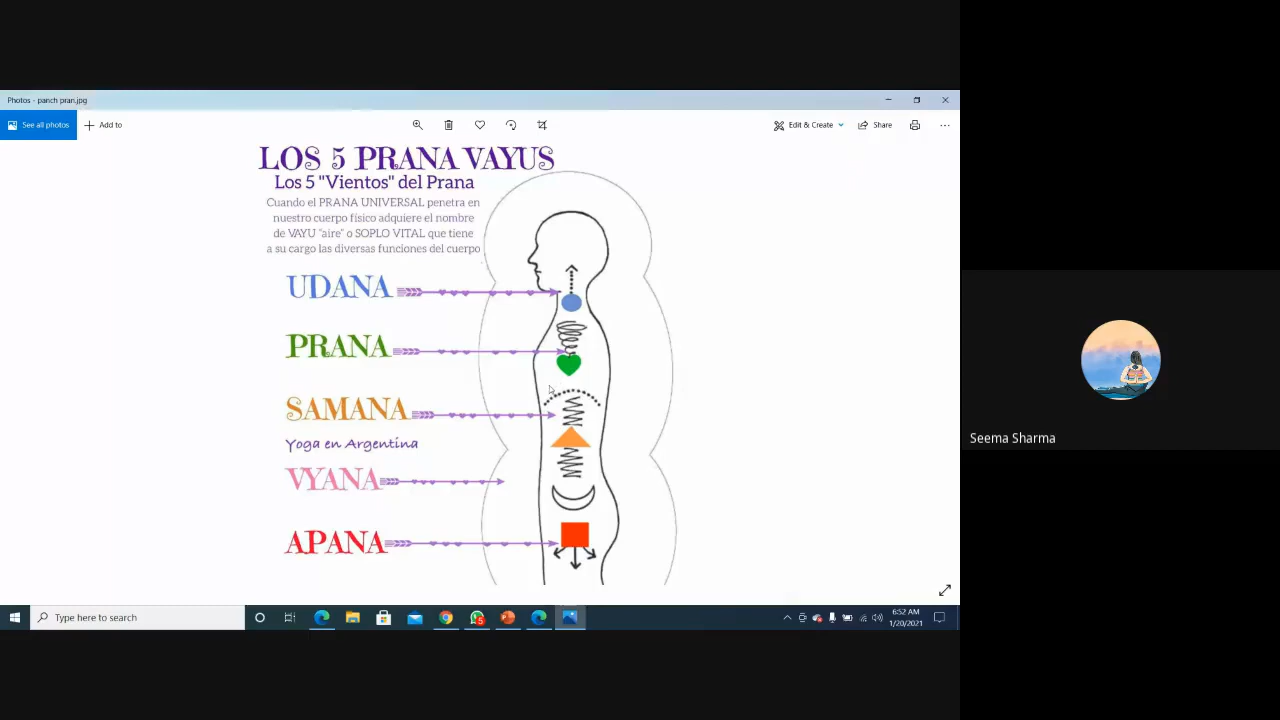 Photos - panch pran.jpg
See all photos
Add to
Edit & Create
Share
LOS 5 PRANA VAYUS
Los 5 "Vientos" del Prana
Cuando el PRANA UNIVERSAL penetra en
nuestro cuerpo físico adquiere el nombre
de VAYU "aire" o SOPLO VITAL que tiene
a su cargo las diversas funciones del cuerpo
UDANA
PRANA
SAMANA
Yoga en Argentina
VYANA
APANA
Seema Sharma
Type here to search
5
6:52 AM
1/20/2021